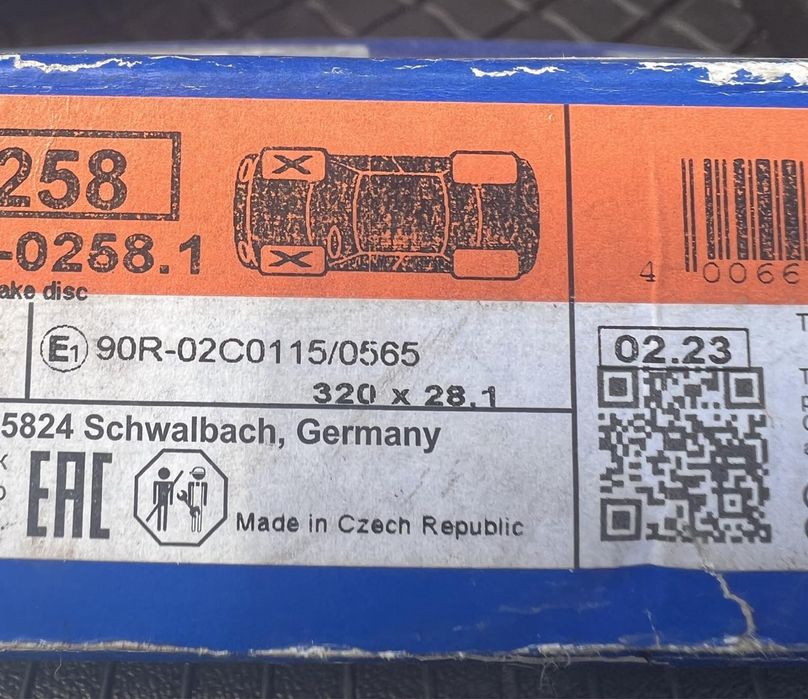 258
-0258.1
ake disc
4 0066
E1 90R-02C0115/0565
320 x 28.1
5824 Schwalbach, Germany
EAC
Made in Czech Republic
02.23